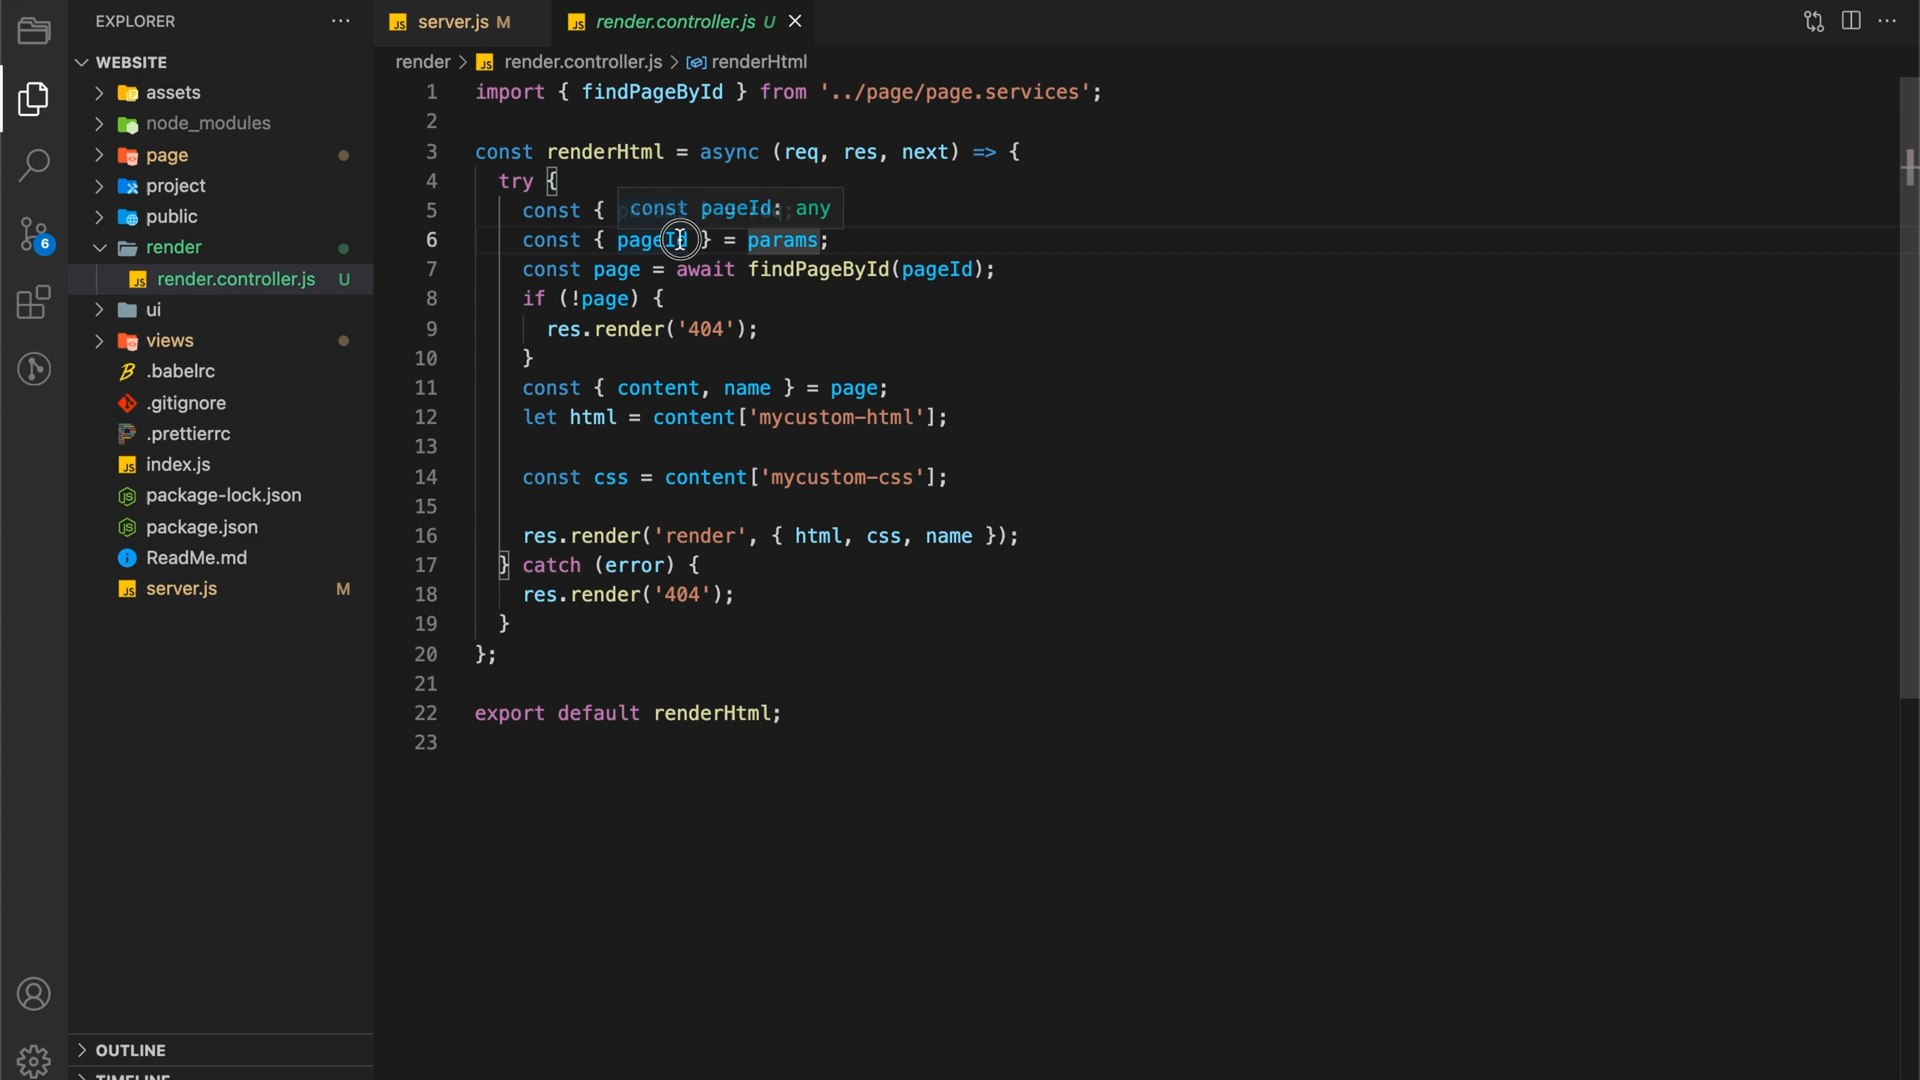 EXPLORER
WEBSITE
assets
node_modules
page
project
public
render
render.controller.js U
ui
views
.babelrc
.gitignore
.prettierrc
index.js
package-lock.json
package.json
ReadMe.md
server.js M
OUTLINE
TIMELINE
6
server.js M
render.controller.js U
render > render.controller.js > renderHtml
1 import { findPageById } from '../page/page.services';
2
3 const renderHtml = async (req, res, next) => {
4 try {
const pageId: any
5 const {
6 const { pageId } = params;
7 const page = await findPageById(pageId);
8 if (!page) {
9 res.render('404');
10 }
11 const { content, name } = page;
12 let html = content['mycustom-html'];
13
14 const css = content['mycustom-css'];
15
16 res.render('render', { html, css, name });
17 } catch (error) {
18 res.render('404');
19 }
20 };
21
22 export default renderHtml;
23